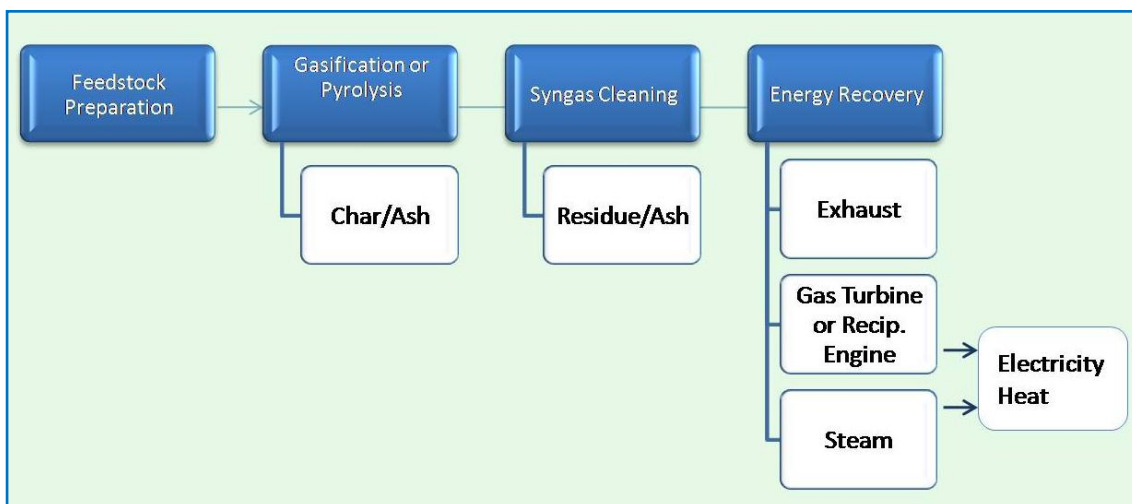 Feedstock
Preparation
Gasification or
Pyrolysis
Syngas Cleaning
Energy Recovery
Char/Ash
Residue/Ash
Exhaust
Gas Turbine
or Recip.
Engine
Steam
Electricity
Heat